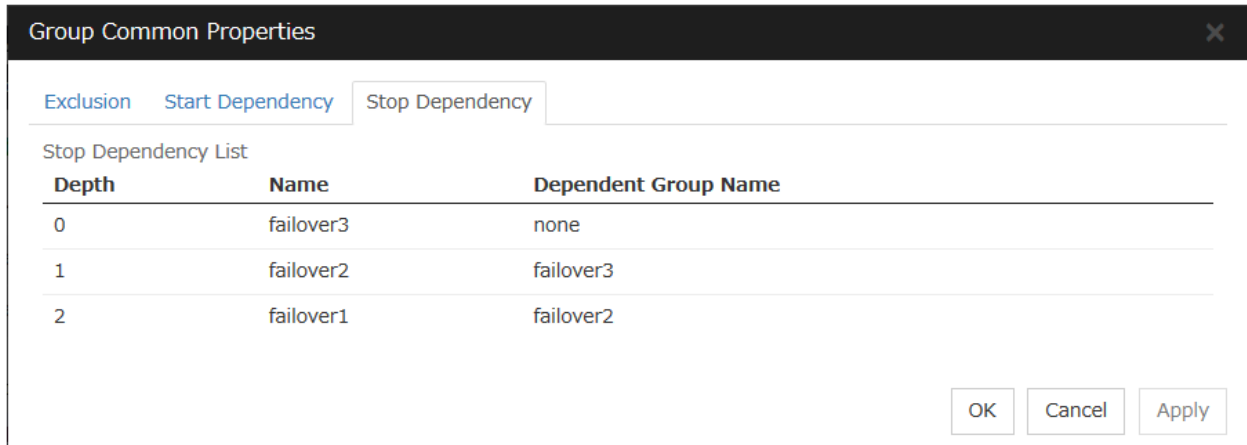 Group Common Properties
Exclusion Start Dependency Stop Dependency
Stop Dependency List
Depth Name Dependent Group Name
0 failover3 none
1 failover2 failover3
2 failover1 failover2
OK Cancel Apply